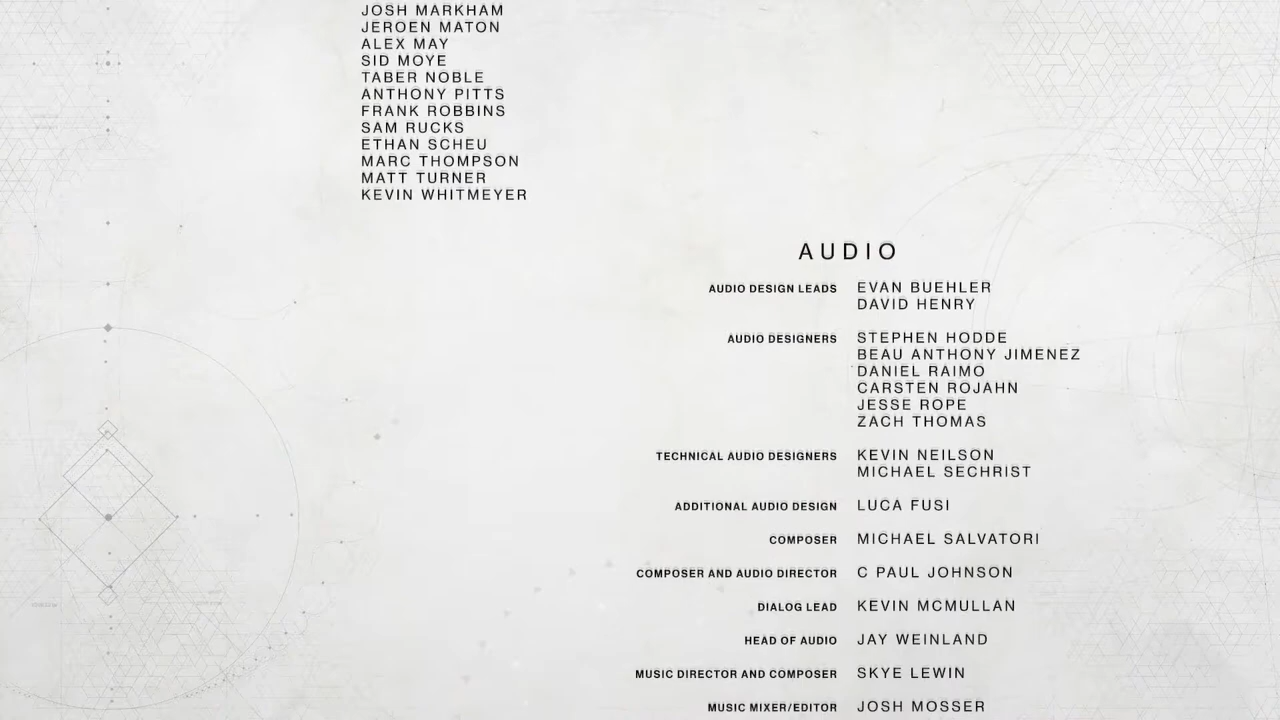 JOSH MARKHAM
JEROEN MATON
ALEX MAY
SID MOYE
TABER NOBLE
ANTHONY PITTS
FRANK ROBBINS
SAM RUCKS
ETHAN SCHEU
MARC THOMPSON
MATT TURNER
KEVIN WHITMEYER
AUDIO
AUDIO DESIGN LEADS EVAN BUEHLER
DAVID HENRY
AUDIO DESIGNERS STEPHEN HODDE
BEAU ANTHONY JIMENEZ
DANIEL RAIMO
CARSTEN ROJAHN
JESSE ROPE
ZACH THOMAS
TECHNICAL AUDIO DESIGNERS KEVIN NEILSON
MICHAEL SECHRIST
ADDITIONAL AUDIO DESIGN LUCA FUSI
COMPOSER MICHAEL SALVATORI
COMPOSER AND AUDIO DIRECTOR C PAUL JOHNSON
DIALOG LEAD KEVIN MCMULLAN
HEAD OF AUDIO JAY WEINLAND
MUSIC DIRECTOR AND COMPOSER SKYE LEWIN
MUSIC MIXER/EDITOR JOSH MOSSER